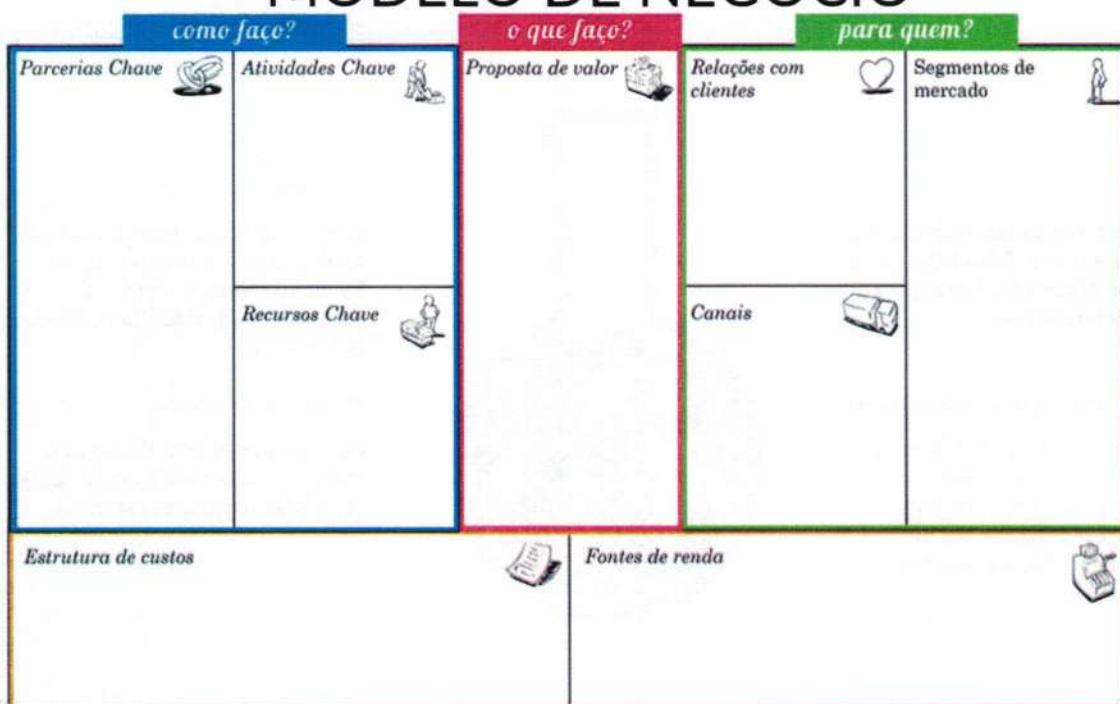 MODELO DE NEGÓCIO
como faço?
o que faço?
para quem?
Parcerias Chave
Atividades Chave
Proposta de valor
Relações com
clientes
Segmentos de
mercado
Recursos Chave
Canais
Estrutura de custos
Fontes de renda